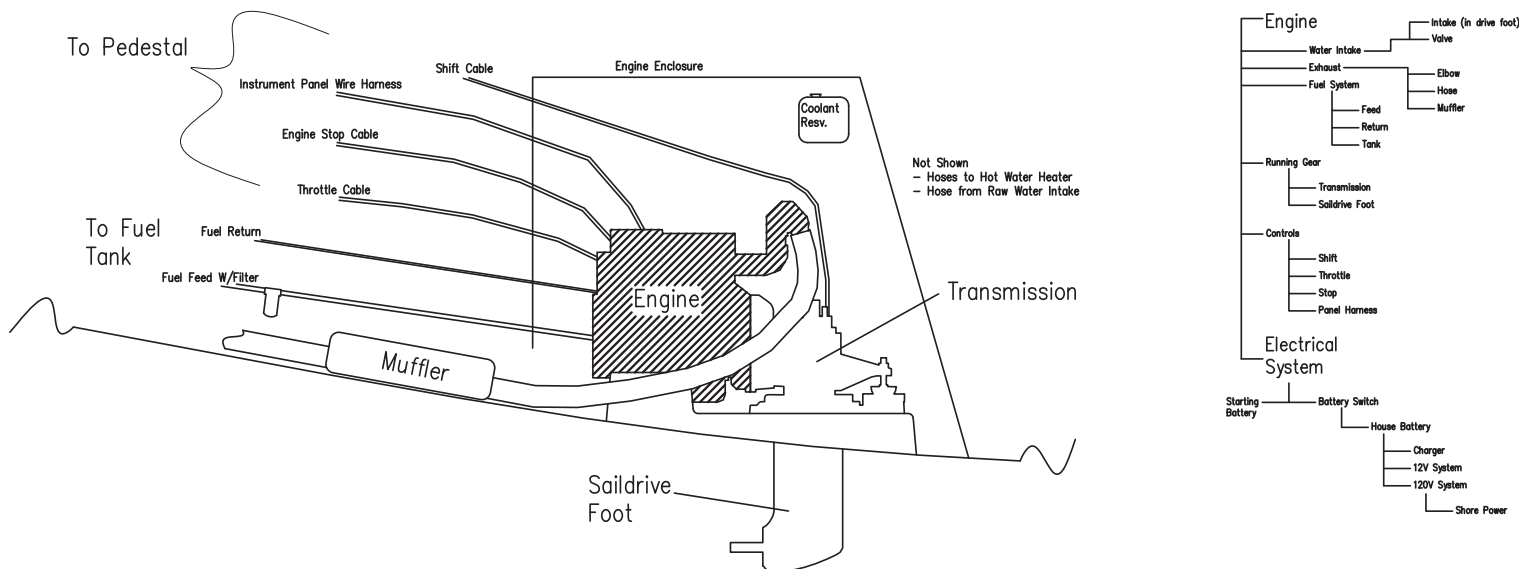 To Pedestal
Shift Cable
Engine Enclosure
Instrument Panel Wire Harness
Coolant
Resv.
Engine Stop Cable
Not Shown
– Hoses to Hot Water Heater
– Hose from Raw Water Intake
Throttle Cable
To Fuel
Tank
Fuel Return
Fuel Feed W/Filter
Engine
Transmission
Muffler
Saildrive
Foot
Engine
Intake (in drive foot)
Water Intake
Valve
Exhaust
Elbow
Hose
Muffler
Fuel System
Feed
Return
Tank
Running Gear
Transmission
Saildrive Foot
Controls
Shift
Throttle
Stop
Panel Harness
Electrical
System
Starting
Battery
Battery Switch
House Battery
Charger
12V System
120V System
Shore Power